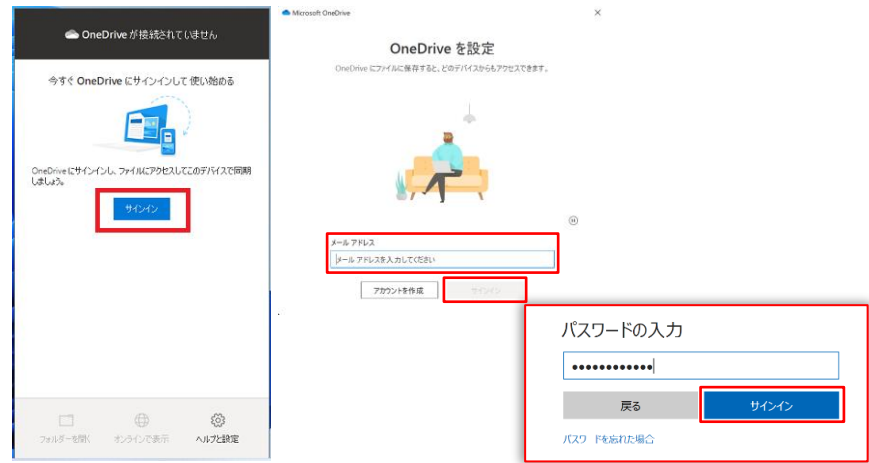 OneDrive が接続されていません
今すぐ OneDrive にサインインして 使い始める
OneDrive にサインインし、ファイルにアクセスしてこのデバイスで同期
しましょう。
サインイン
フォルダーを開く オンラインで表示 ヘルプと設定
Microsoft OneDrive
OneDrive を設定
OneDrive にファイルに保存すると、どのデバイスからもアクセスできます。
メール アドレス
メール アドレスを入力してください
アカウントを作成 サインイン
パスワードの入力
戻る サインイン
パスワードを忘れた場合